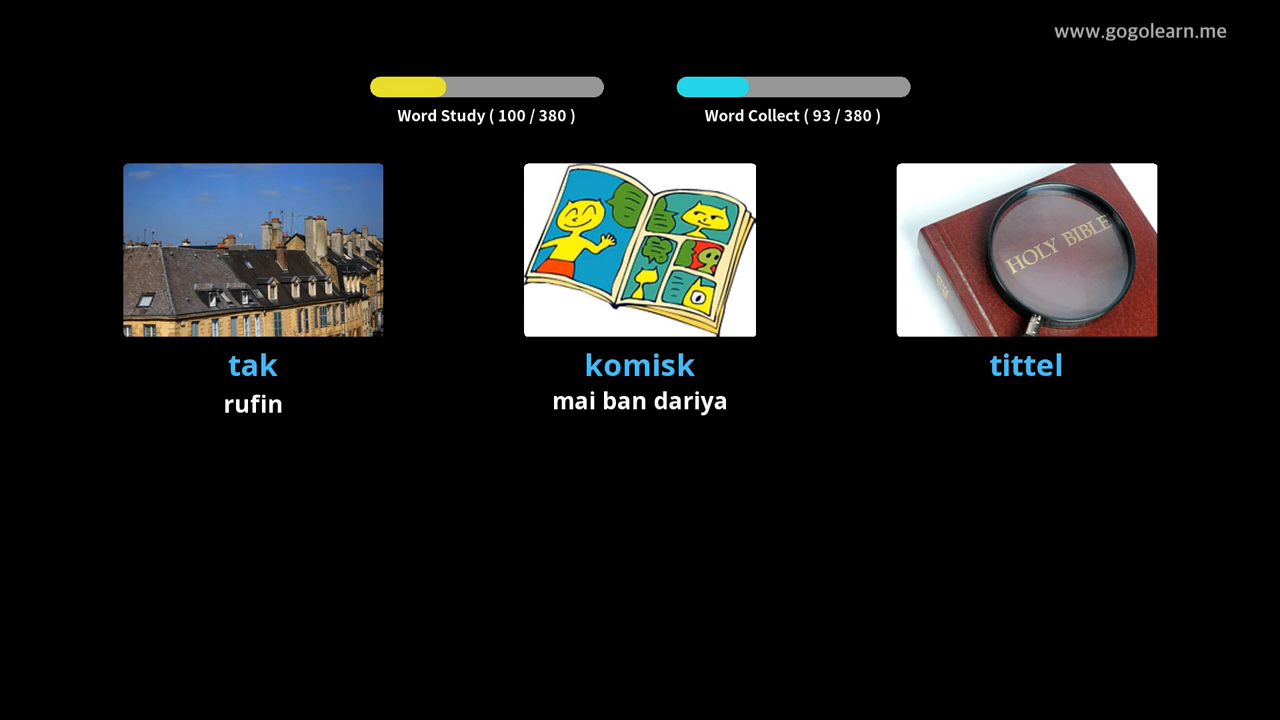 www.gogolearn.me
Word Study ( 100 / 380 )
Word Collect ( 93 / 380 )
HOLY BIBLE
tak
komisk
tittel
rufin
mai ban dariya